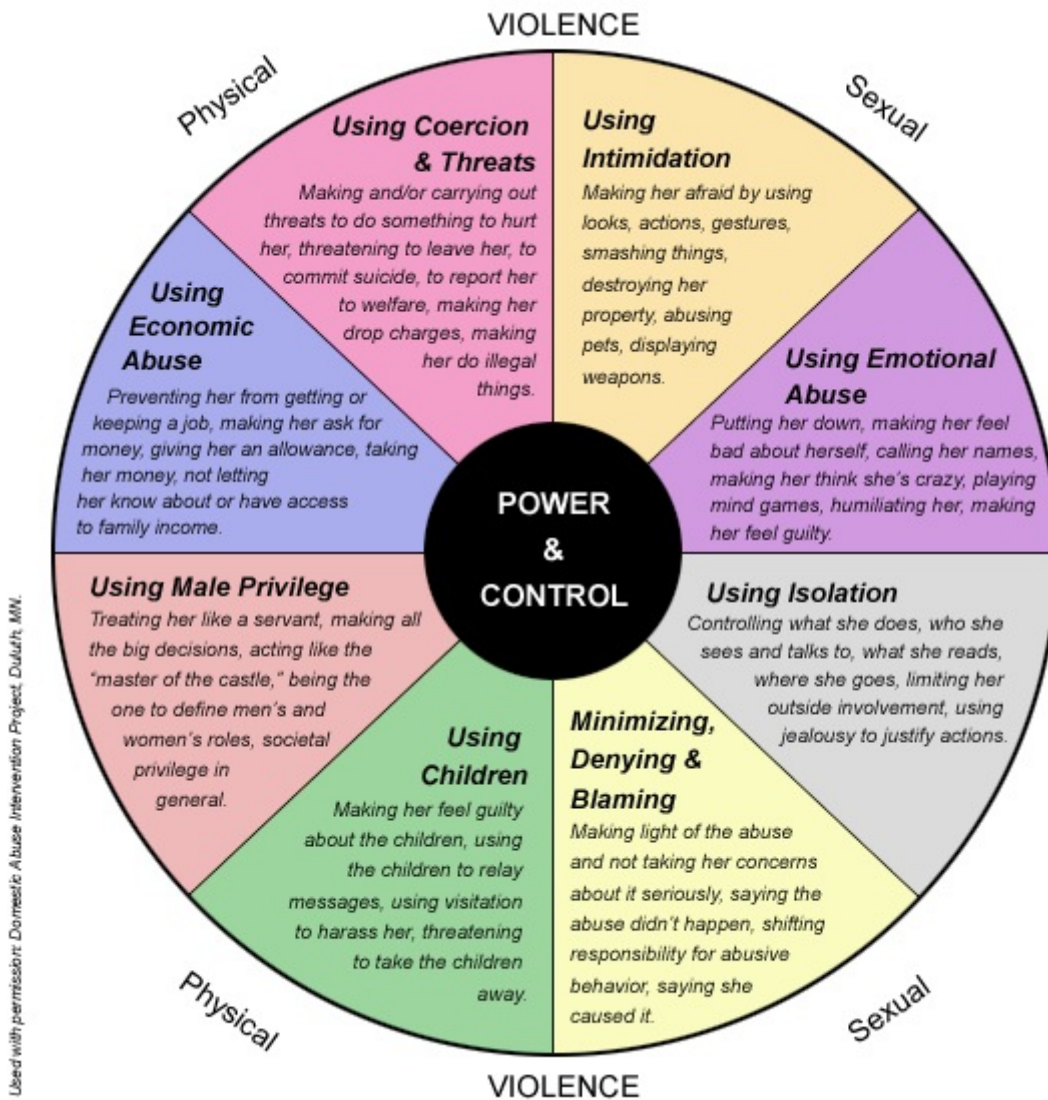 VIOLENCE
Physical
Sexual
Using Coercion
& Threats
Making and/or carrying out
threats to do something to hurt
her, threatening to leave her, to
commit suicide, to report her
to welfare, making her
drop charges, making
her do illegal
things.
Using
Intimidation
Making her afraid by using
looks, actions, gestures,
smashing things,
destroying her
property, abusing
pets, displaying
weapons.
Using Emotional
Abuse
Putting her down, making her feel
bad about herself, calling her names,
making her think she's crazy, playing
mind games, humiliating her, making
her feel guilty.
Using Isolation
Controlling what she does, who she
sees and talks to, what she reads,
where she goes, limiting her
outside involvement, using
jealousy to justify actions.
Minimizing,
Denying &
Blaming
Making light of the abuse
and not taking her concerns
about it seriously, saying the
abuse didn't happen, shifting
responsibility for abusive
behavior, saying she
caused it.
Using
Children
Making her feel guilty
about the children, using
the children to relay
messages, using visitation
to harass her, threatening
to take the children
away.
Using Male Privilege
Treating her like a servant, making all
the big decisions, acting like the
“master of the castle,” being the
one to define men's and
women's roles, societal
privilege in
general.
Using
Economic
Abuse
Preventing her from getting or
keeping a job, making her ask for
money, giving her an allowance, taking
her money, not letting
her know about or have access
to family income.
POWER
&
CONTROL
Physical
Sexual
VIOLENCE
Used with permission: Domestic Abuse Intervention Project, Duluth, MN.